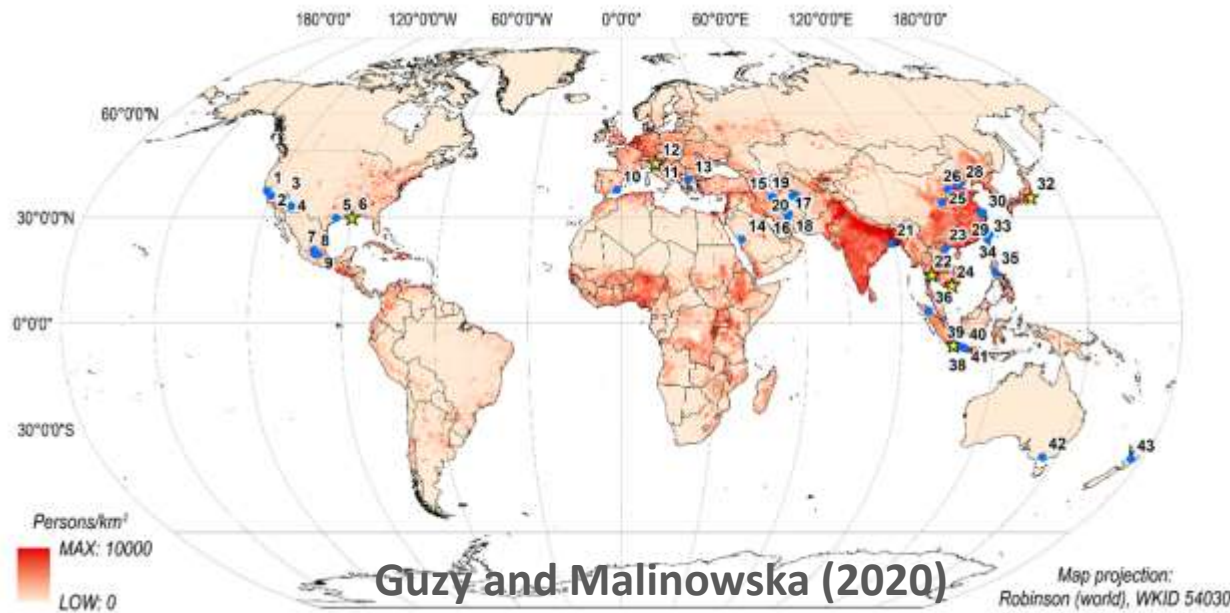 180°0'0" 120°0'0"W 60°0'0"W 0°0'0" 60°0'0"E 120°0'0"E 180°0'0"
60°0'0"N
12
13
28
1 3 10 11 15 19 26 32
2 4 5 6 20 17 25 30
30°0'0"N
14 16 18 21 23 29 33
7 8 34 35
9 22 24
36
0°0'0"
39 40
38 41
30°0'0"S
42 43
Persons/km²
MAX: 10000
LOW: 0
Guzy and Malinowska (2020)
Map projection:
Robinson (world), WKID 54030